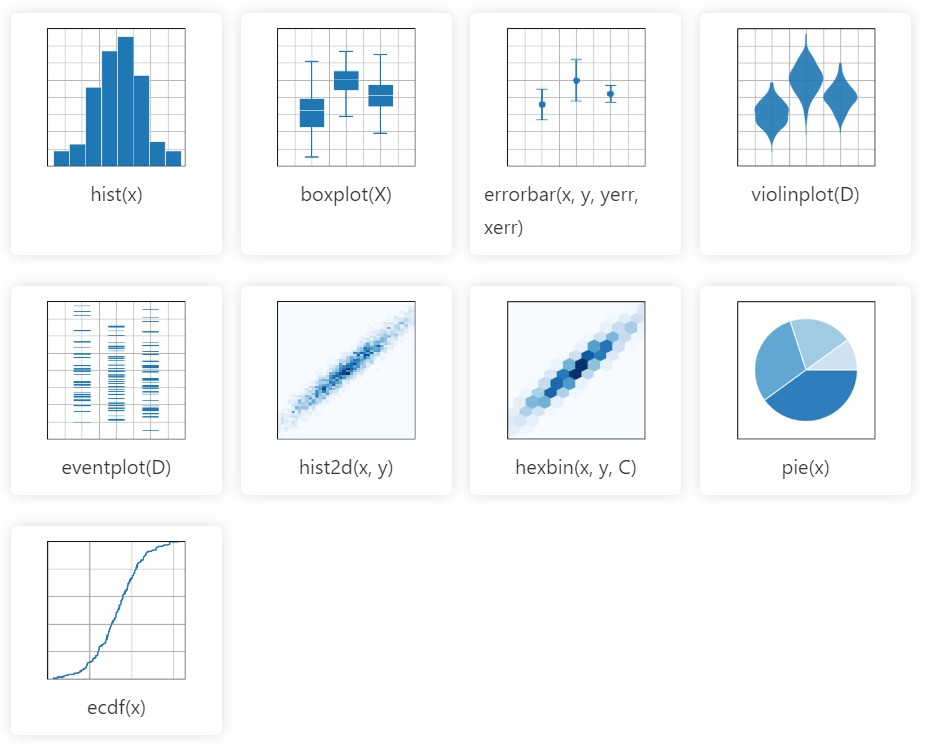 hist(x)
boxplot(X)
errorbar(x, y, yerr,
xerr)
violinplot(D)
eventplot(D)
hist2d(x, y)
hexbin(x, y, C)
pie(x)
ecdf(x)